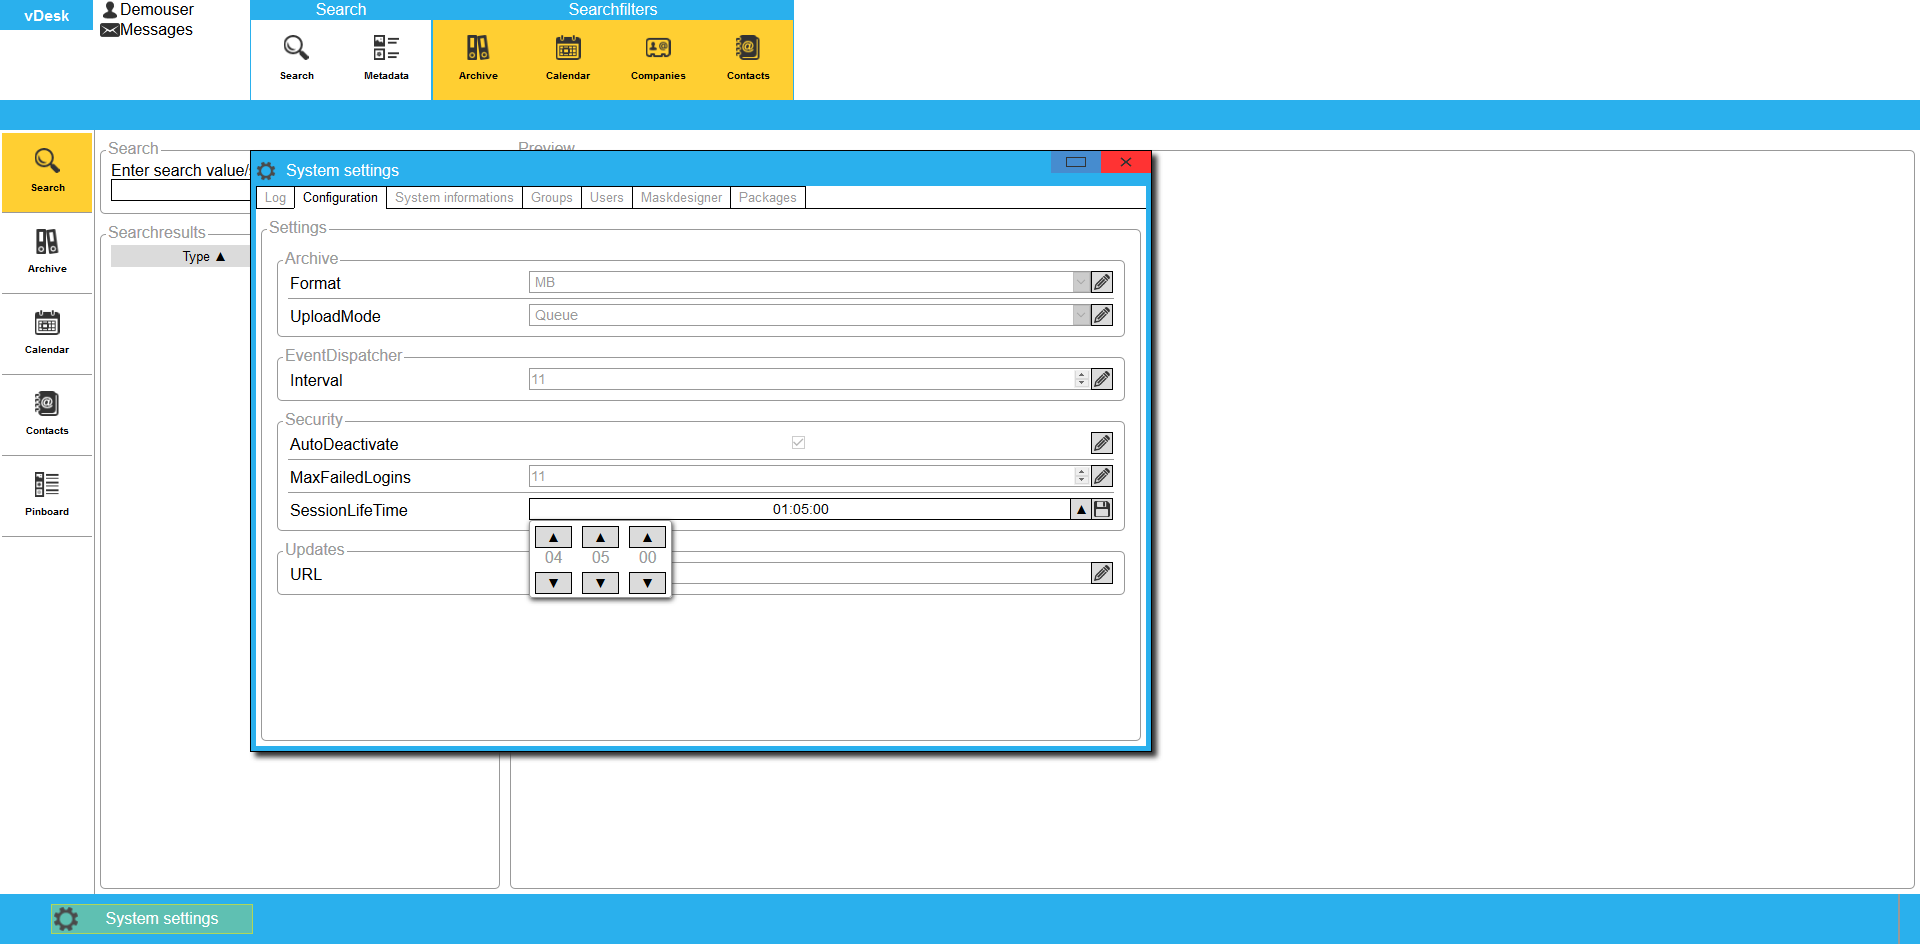 vDesk
Demouser
Messages
Search
Searchfilters
Search
Metadata
Archive
Calendar
Companies
Contacts
Search
Archive
Calendar
Contacts
Pinboard
Search
Enter search value/
Searchresults
Type ▲
Preview
System settings
Log
Configuration
System informations
Groups
Users
Maskdesigner
Packages
Settings
Archive
Format
MB
UploadMode
Queue
EventDispatcher
Interval
11
Security
AutoDeactivate
MaxFailedLogins
11
SessionLifeTime
01:05:00
▲
▲ ▲ ▲
04 05 00
▼ ▼ ▼
Updates
URL
System settings